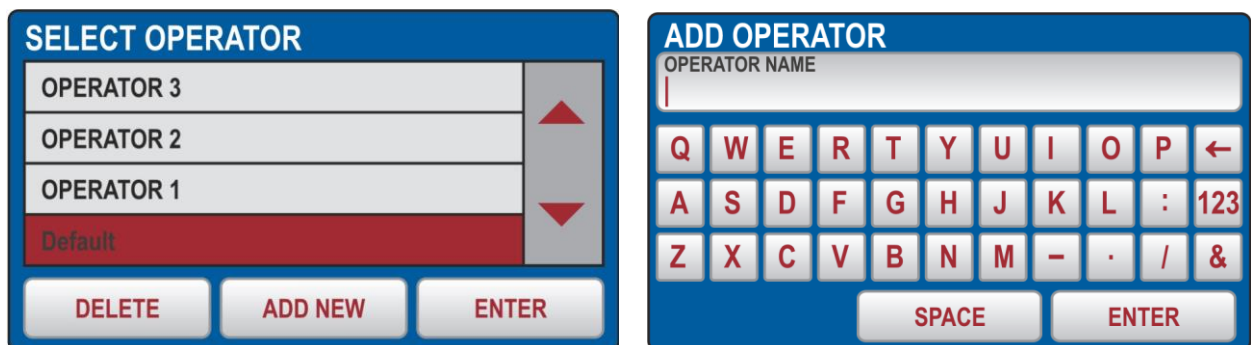 SELECT OPERATOR
OPERATOR 3
OPERATOR 2
OPERATOR 1
Default
DELETE ADD NEW ENTER
ADD OPERATOR
OPERATOR NAME
Q W E R T Y U I O P ←
A S D F G H J K L : 123
Z X C V B N M – . / &
SPACE ENTER